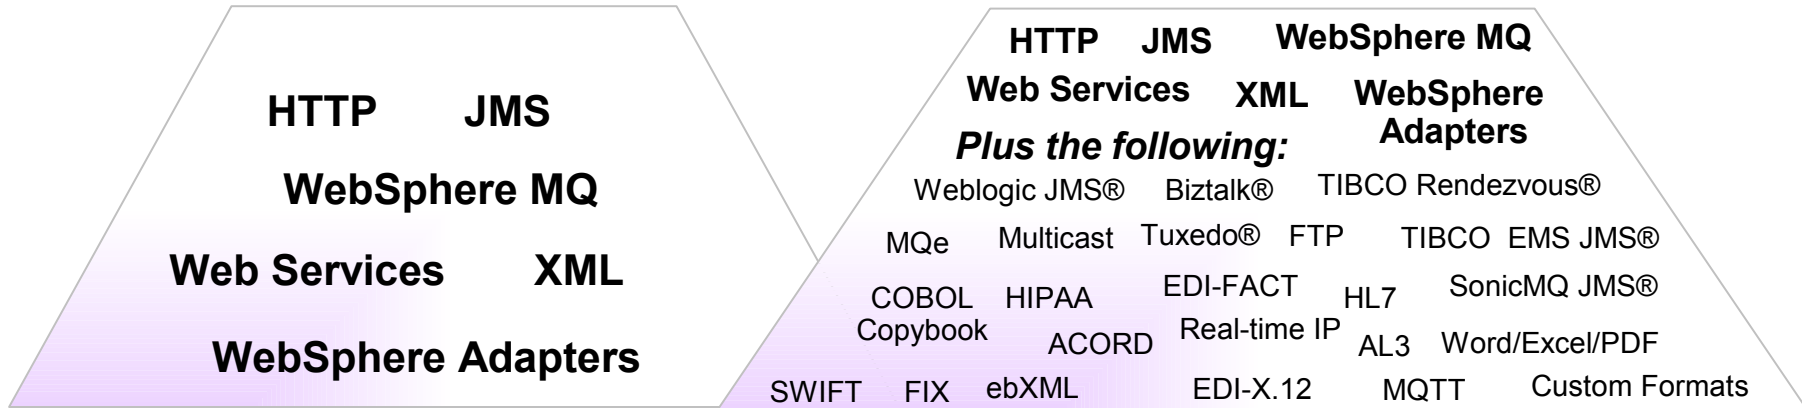 HTTP JMS
WebSphere MQ
Web Services XML
WebSphere Adapters
HTTP JMS WebSphere MQ
Web Services XML WebSphere Adapters
Plus the following:
Weblogic JMS® Biztalk® TIBCO Rendezvous®
MQe Multicast Tuxedo® FTP TIBCO EMS JMS®
COBOL Copybook HIPAA EDI-FACT HL7 SonicMQ JMS®
ACORD Real-time IP AL3 Word/Excel/PDF
SWIFT FIX ebXML EDI-X.12 MQTT Custom Formats